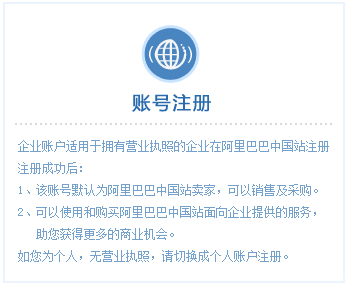 账号注册
企业账户适用于拥有营业执照的企业在阿里巴巴中国站注册
注册成功后：
1、该账号默认为阿里巴巴中国站卖家，可以销售及采购。
2、可以使用和购买阿里巴巴中国站面向企业提供的服务，
助您获得更多的商业机会。
如您为个人，无营业执照，请切换成个人账户注册。